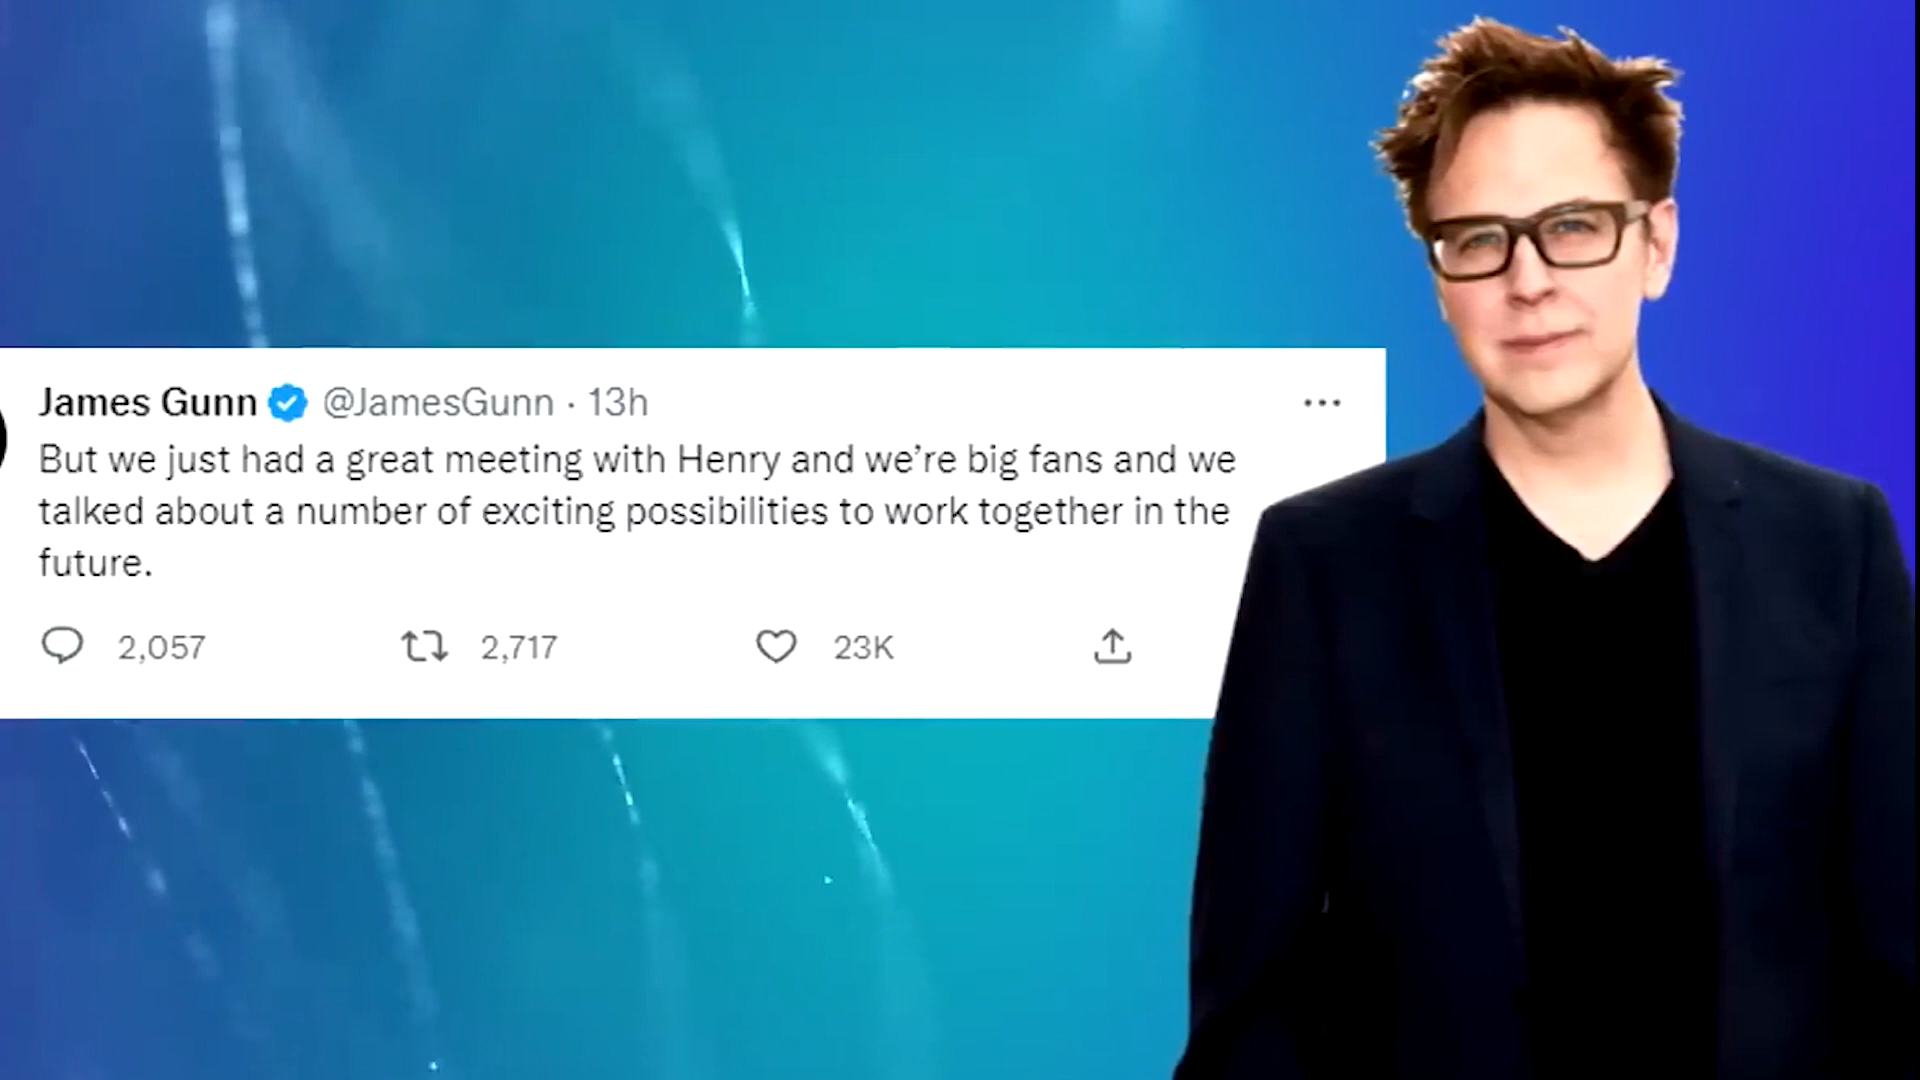 James Gunn @JamesGunn · 13h
But we just had a great meeting with Henry and we’re big fans and we
talked about a number of exciting possibilities to work together in the
future.
2,057 2,717 23K